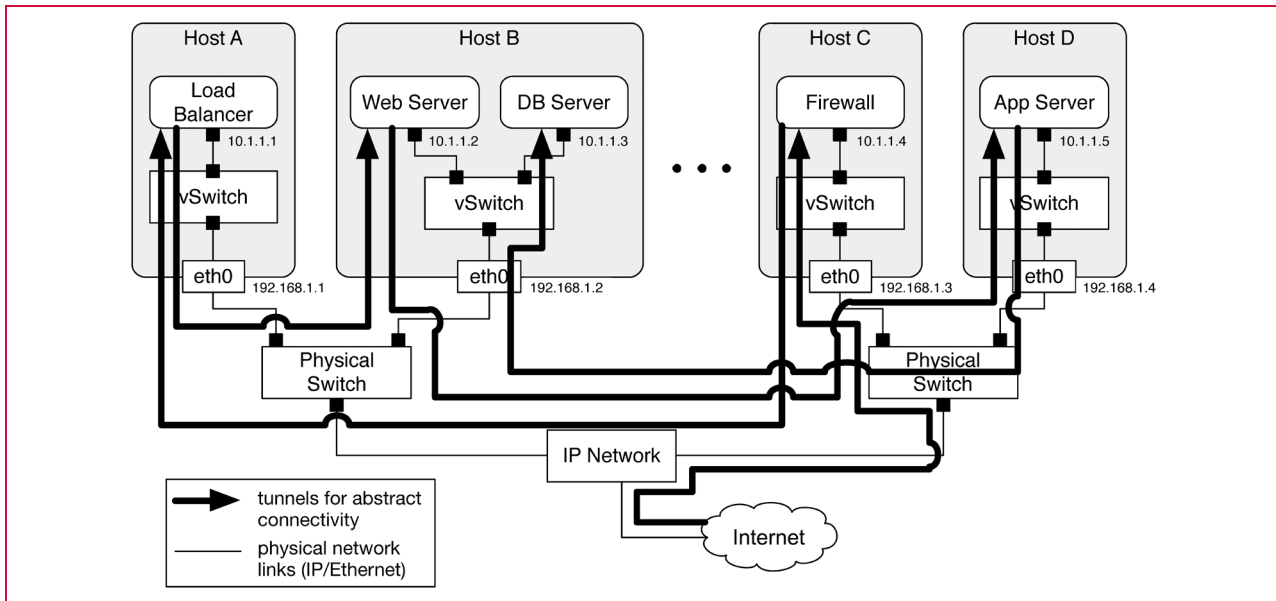 Host A
Host B
Host C
Host D
Load
Balancer
Web Server
DB Server
Firewall
App Server
10.1.1.1
10.1.1.2
10.1.1.3
10.1.1.4
10.1.1.5
vSwitch
vSwitch
vSwitch
vSwitch
eth0
eth0
eth0
eth0
192.168.1.1
192.168.1.2
192.168.1.3
192.168.1.4
Physical
Switch
Physical
Switch
IP Network
Internet
tunnels for abstract
connectivity
physical network
links (IP/Ethernet)